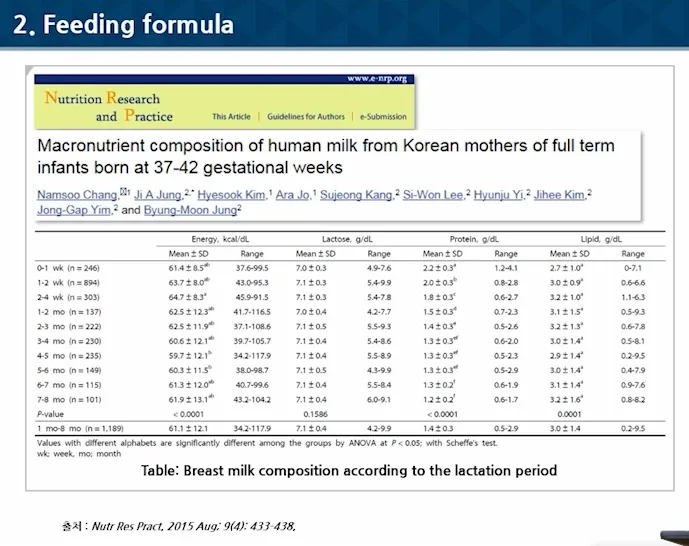 2. Feeding formula
www.e-nrp.org
Nutrition Research
and Practice
This Article | Guidelines for Authors | e-Submission
Macronutrient composition of human milk from Korean mothers of full term
infants born at 37-42 gestational weeks
Namsoo Chang,1 Ji A Jung,2,* Hyesook Kim,1 Ara Jo,1 Sujeong Kang,2 Si-Won Lee,2 Hyunju Yi,2 Jihee Kim,2
Jong-Gap Yim,2 and Byung-Moon Jung2
Energy, kcal/dL Lactose, g/dL Protein, g/dL Lipid, g/dL
Mean ± SD Range Mean ± SD Range Mean ± SD Range Mean ± SD Range
0-1 wk (n = 246) 61.4 ± 8.5ab 37.6-99.5 7.0 ± 0.3 4.9-7.6 2.2 ± 0.3a 1.2-4.1 2.7 ± 1.0a 0-7.1
1-2 wk (n = 894) 63.7 ± 8.0ab 43.0-95.3 7.1 ± 0.3 5.4-9.9 2.0 ± 0.3b 0.8-2.8 3.0 ± 0.9a 0.6-6.6
2-4 wk (n = 303) 64.7 ± 8.3a 45.9-91.5 7.1 ± 0.3 5.4-7.8 1.8 ± 0.3c 0.6-2.7 3.2 ± 1.0a 1.1-6.3
1-2 mo (n = 137) 62.5 ± 12.3ab 41.7-116.5 7.0 ± 0.4 4.2-7.7 1.5 ± 0.3d 0.7-2.3 3.1 ± 1.5a 0.5-9.3
2-3 mo (n = 222) 62.5 ± 11.9ab 37.1-108.6 7.1 ± 0.5 5.5-9.3 1.4 ± 0.3e 0.5-2.6 3.2 ± 1.3a 0.6-7.8
3-4 mo (n = 230) 60.6 ± 12.1ab 39.7-105.7 7.1 ± 0.4 5.4-8.6 1.3 ± 0.3ef 0.6-2.0 3.0 ± 1.4a 0.5-8.1
4-5 mo (n = 235) 59.7 ± 12.1b 34.2-117.9 7.1 ± 0.4 5.5-8.9 1.3 ± 0.3ef 0.5-2.3 2.9 ± 1.4a 0.2-9.5
5-6 mo (n = 149) 60.3 ± 11.5b 38.0-98.7 7.1 ± 0.5 4.3-9.9 1.3 ± 0.3ef 0.5-2.9 3.0 ± 1.4a 0.4-7.9
6-7 mo (n = 115) 61.3 ± 12.0ab 40.7-99.6 7.1 ± 0.4 5.5-8.4 1.3 ± 0.2f 0.6-1.9 3.1 ± 1.4a 0.9-7.6
7-8 mo (n = 101) 61.9 ± 13.1ab 43.2-104.2 7.1 ± 0.4 6.0-9.1 1.2 ± 0.2f 0.6-1.7 3.2 ± 1.6a 0.8-8.2
P-value < 0.0001 0.1586 < 0.0001 0.0001
1 mo-8 mo (n = 1,189) 61.1 ± 12.1 34.2-117.9 7.1 ± 0.4 4.2-9.9 1.4 ± 0.3 0.5-2.9 3.0 ± 1.4 0.2-9.5
Values with different alphabets are significantly different among the groups by ANOVA at P < 0.05; with Scheffe's test.
wk; week, mo; month
Table: Breast milk composition according to the lactation period
출처 : Nutr Res Pract, 2015 Aug; 9(4): 433-438,